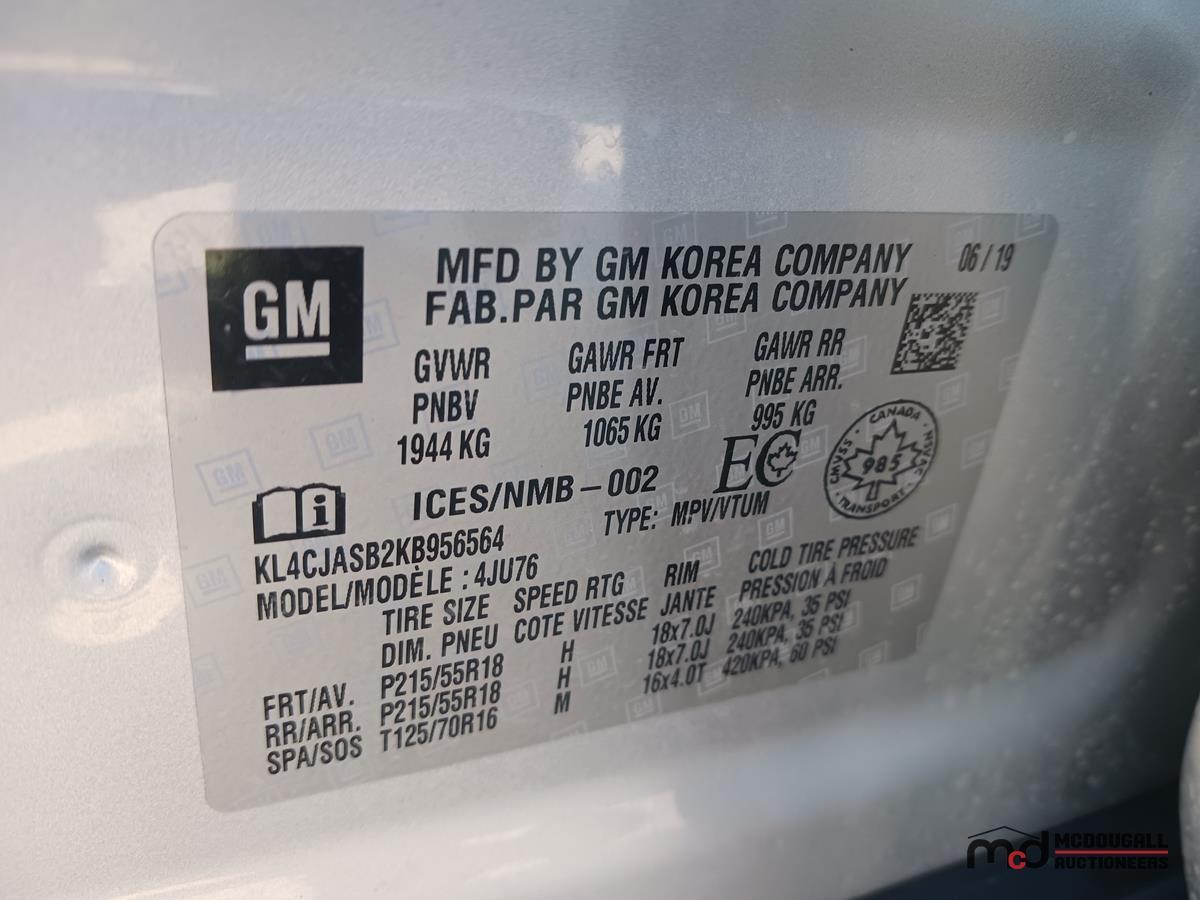 GM
MFD BY GM KOREA COMPANY 06 / 19
FAB.PAR GM KOREA COMPANY
GVWR GAWR FRT GAWR RR
PNBV PNBE AV. PNBE ARR.
1944 KG 1065 KG 995 KG
ICES/NMB-002 EC
CANADA
CMVSS 985 NSVAC
TRANSPORT
KL4CJASB2KB956564 TYPE: MPV/VTUM
MODEL/MODÈLE : 4JU76
TIRE SIZE SPEED RTG RIM COLD TIRE PRESSURE
DIM. PNEU COTE VITESSE JANTE PRESSION À FROID
FRT/AV. P215/55R18 H 18x7.0J 240KPA, 35 PSI
RR/ARR. P215/55R18 H 18x7.0J 240KPA, 35 PSI
SPA/SOS T125/70R16 M 16x4.0T 420KPA, 60 PSI
mcd MCDOUGALL
AUCTIONEERS